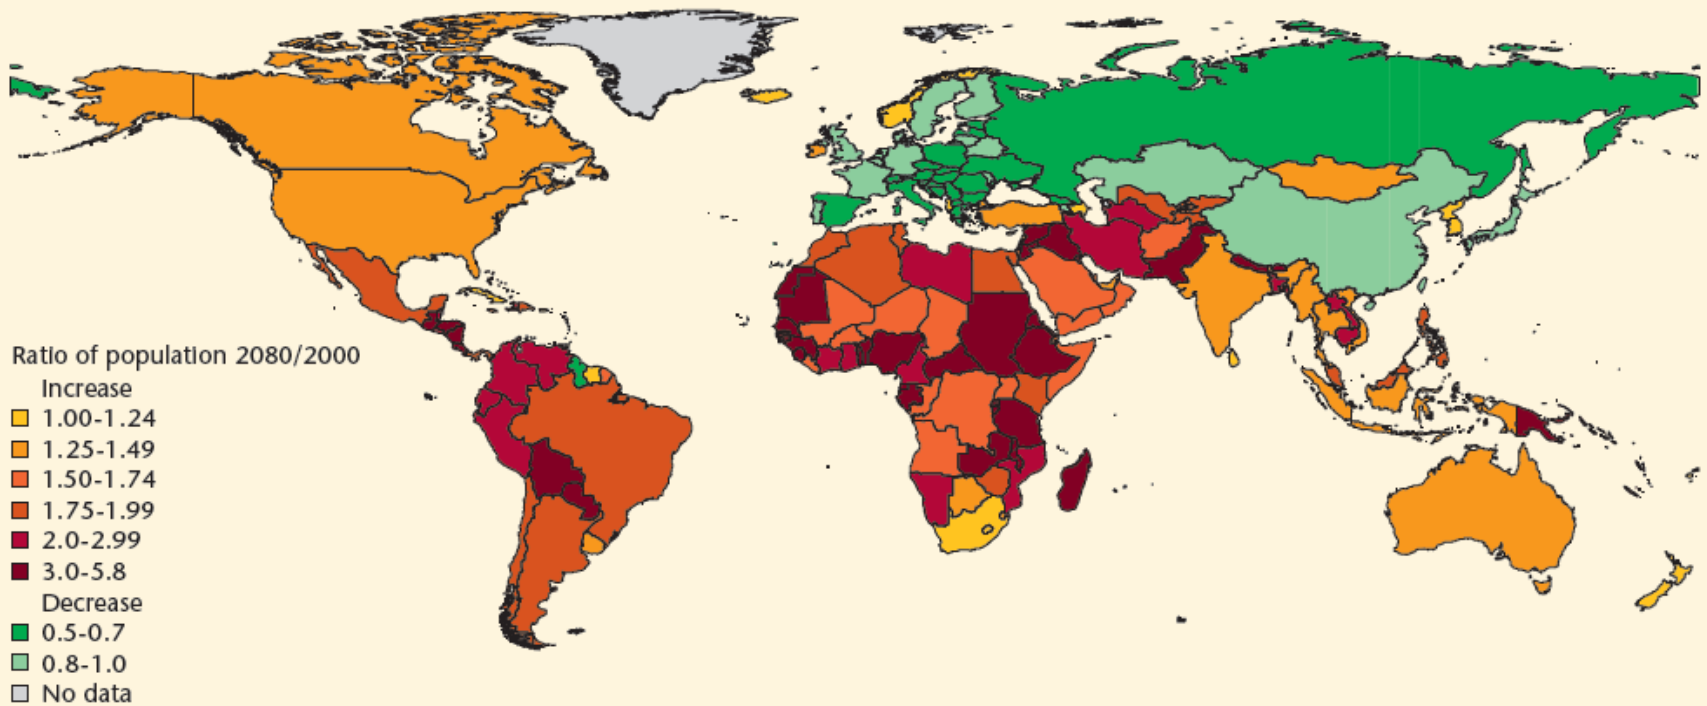 Ratio of population 2080/2000
Increase
1.00-1.24
1.25-1.49
1.50-1.74
1.75-1.99
2.0-2.99
3.0-5.8
Decrease
0.5-0.7
0.8-1.0
No data